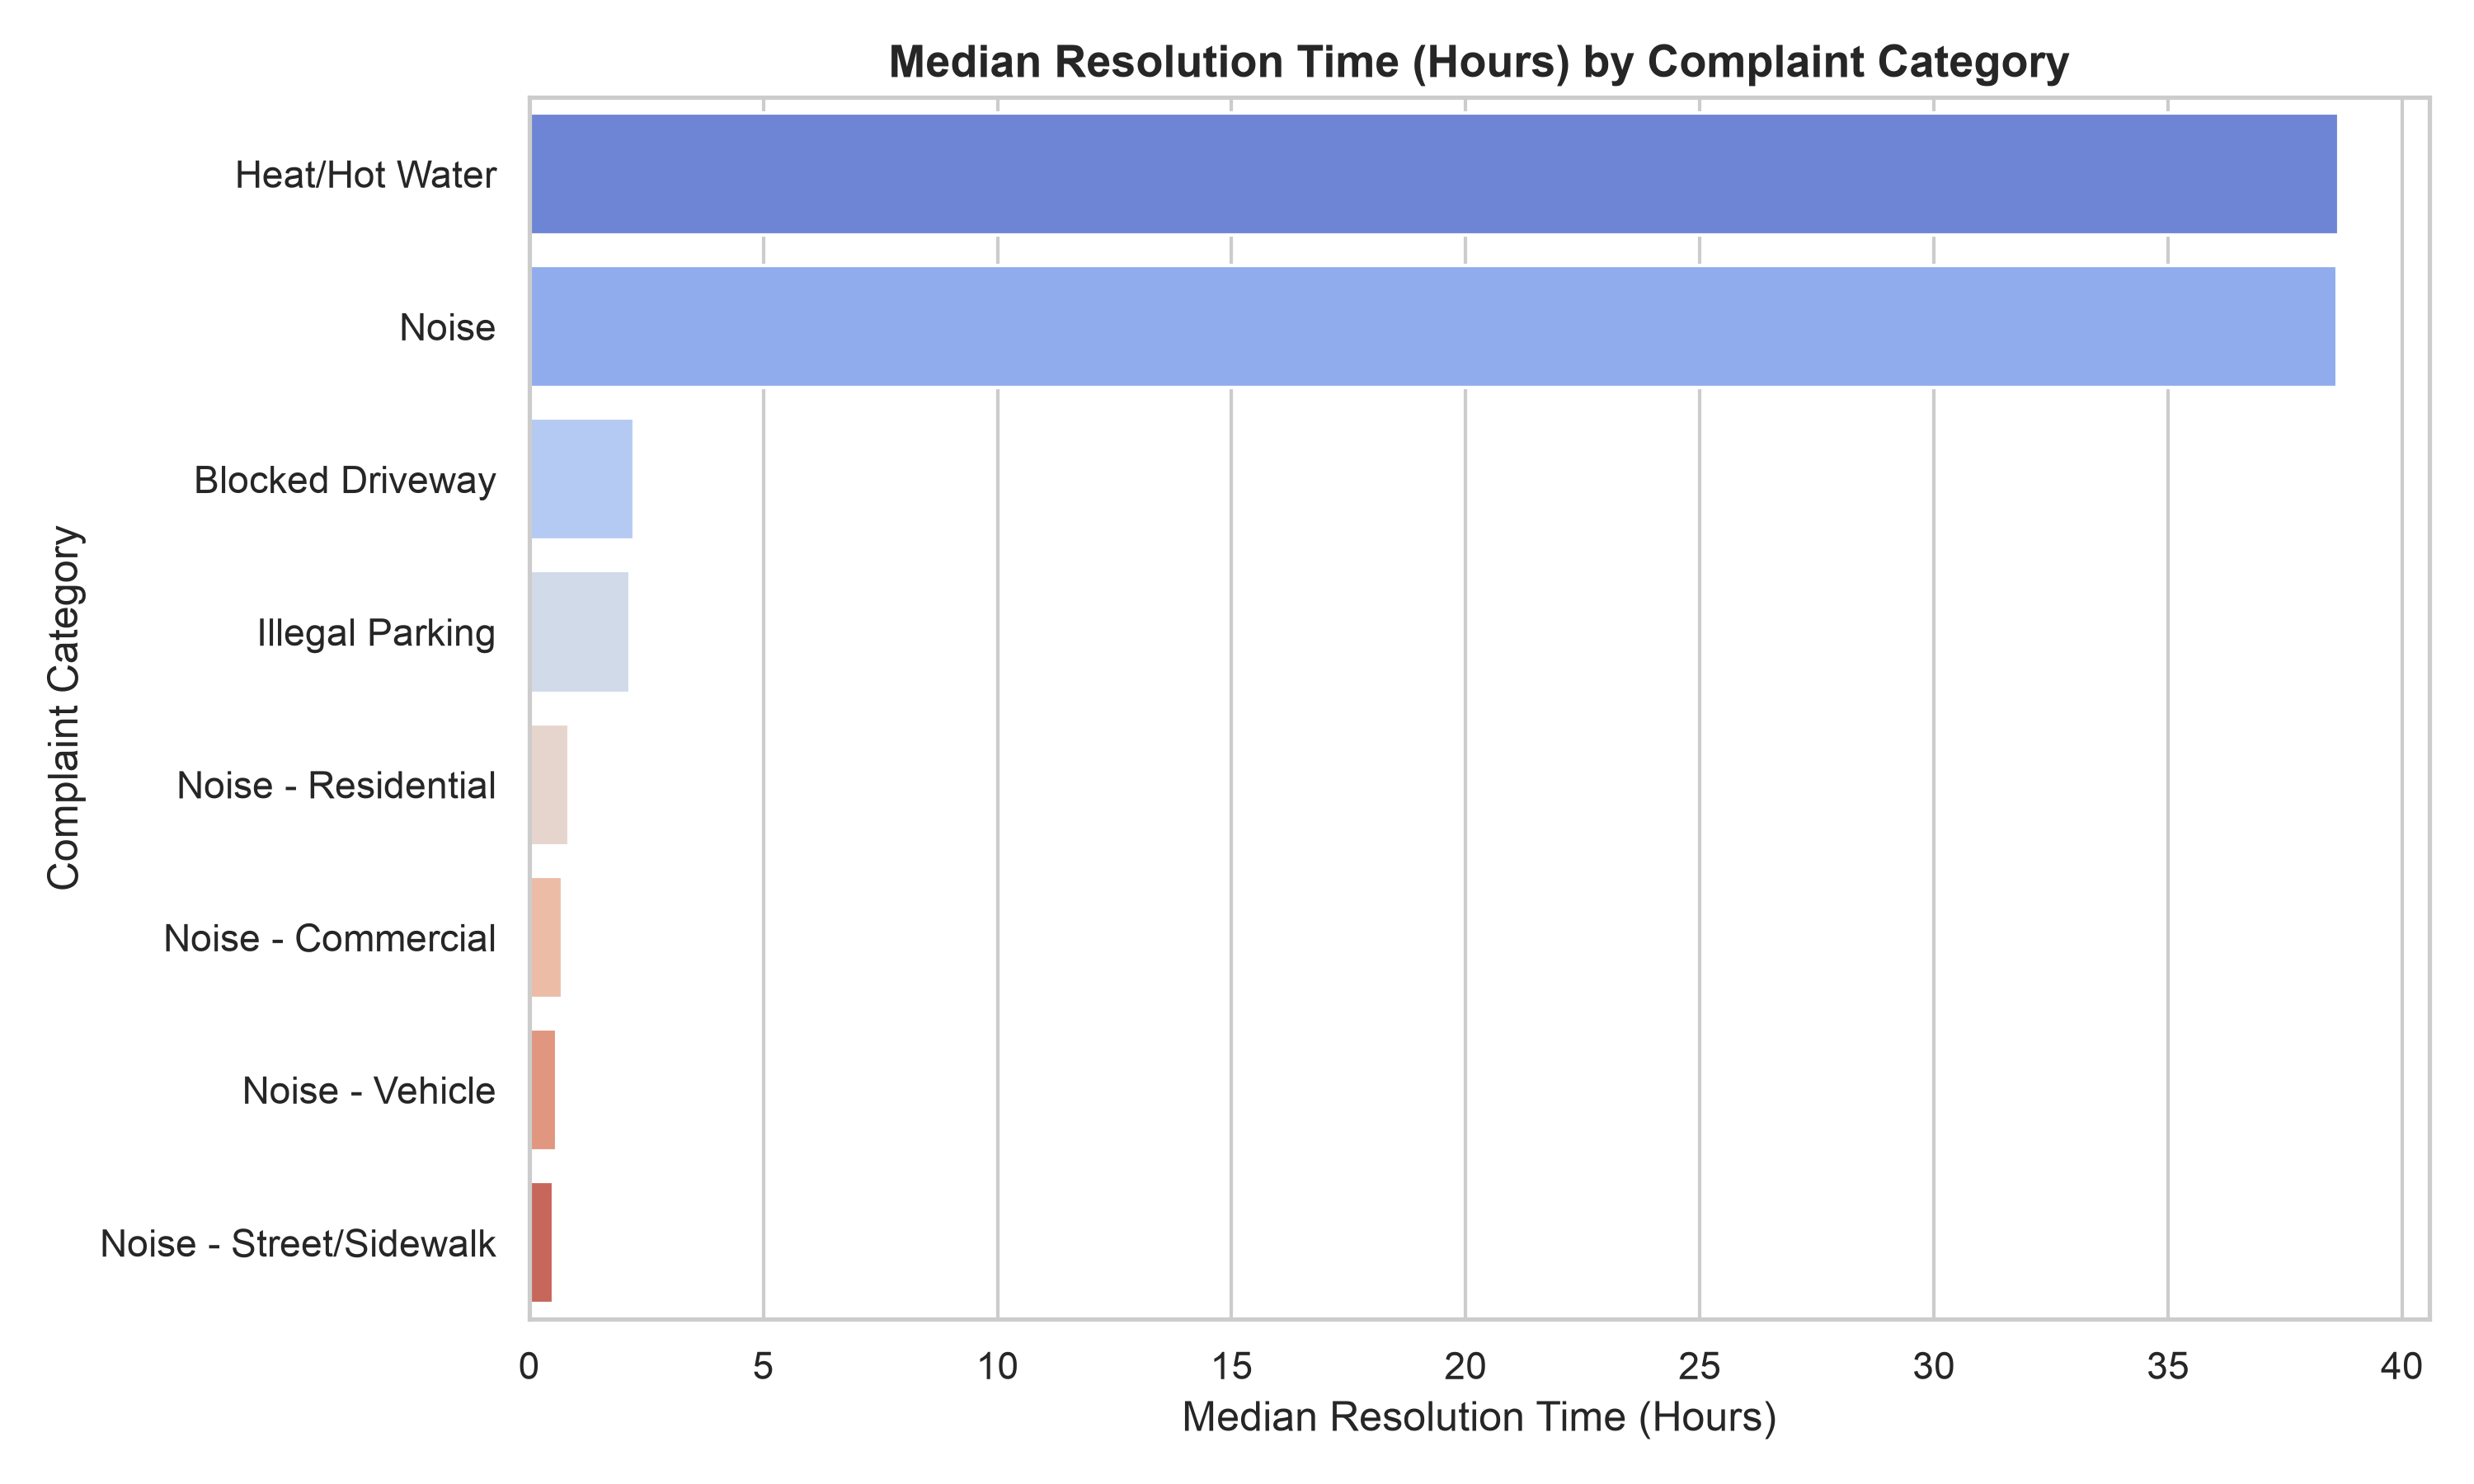 Median Resolution Time (Hours) by Complaint Category
Complaint Category
Heat/Hot Water
Noise
Blocked Driveway
Illegal Parking
Noise - Residential
Noise - Commercial
Noise - Vehicle
Noise - Street/Sidewalk
0 5 10 15 20 25 30 35 40
Median Resolution Time (Hours)